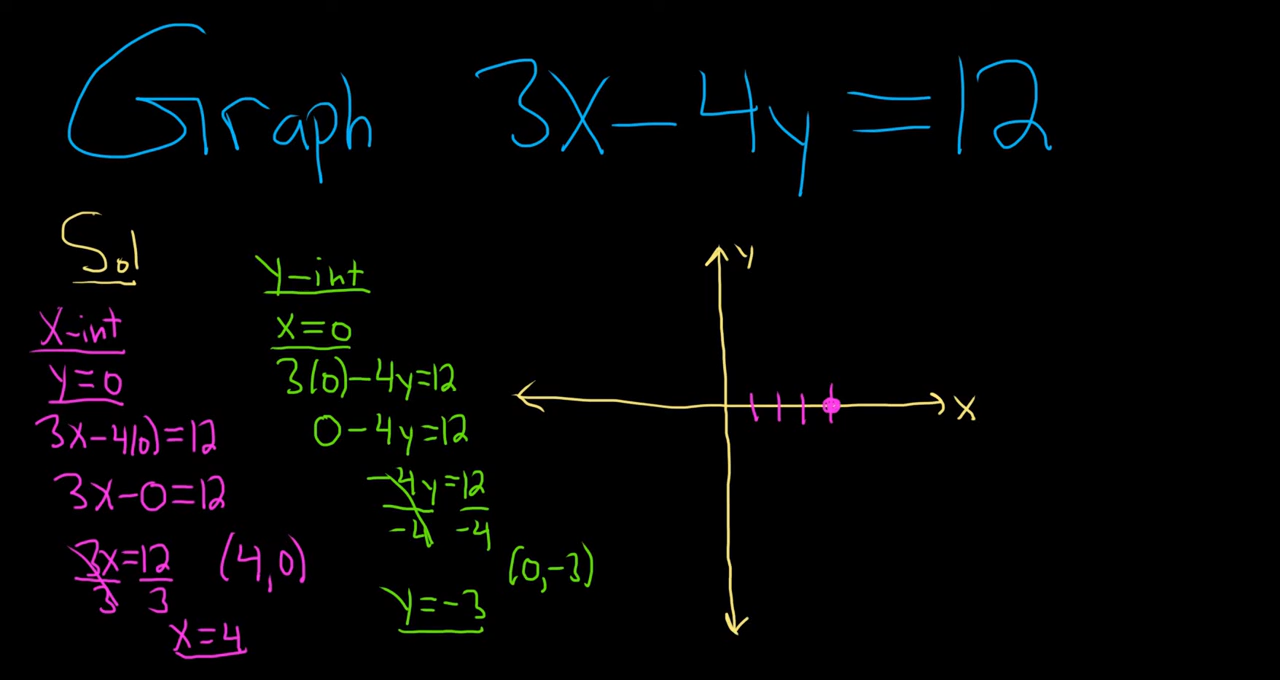 Graph 3x-4y=12
Sol
X-int
y=0
3x-4(0)=12
3x-0=12
3x=12
3 3
(4,0)
x=4
Y-int
x=0
3(0)-4y=12
0-4y=12
-4y=12
-4 -4
(0,-3)
y=-3
Y
X